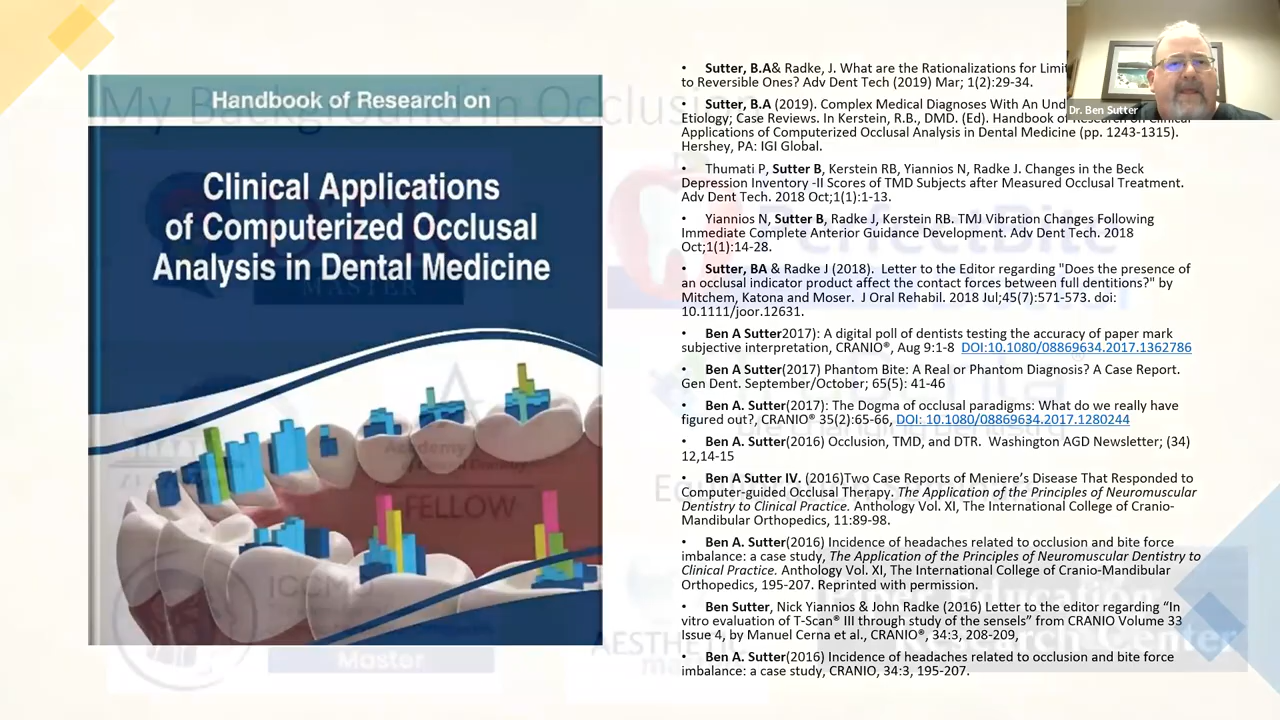 My Background in Occlus
Handbook of Research on
Clinical Applications
of Computerized Occlusal
Analysis in Dental Medicine
MASTER
PerfectBite
Academy
FELLOW
ICCMO
Master
AESTHETIC
Education
Research Center
Dr. Ben Sutter
• Sutter, B.A& Radke, J. What are the Rationalizations for Limit
to Reversible Ones? Adv Dent Tech (2019) Mar; 1(2):29-34.
• Sutter, B.A (2019). Complex Medical Diagnoses With An Und
Etiology; Case Reviews. In Kerstein, R.B., DMD. (Ed). Handbook of Research on Clinical
Applications of Computerized Occlusal Analysis in Dental Medicine (pp. 1243-1315).
Hershey, PA: IGI Global.
• Thumati P, Sutter B, Kerstein RB, Yiannios N, Radke J. Changes in the Beck
Depression Inventory -II Scores of TMD Subjects after Measured Occlusal Treatment.
Adv Dent Tech. 2018 Oct;1(1):1-13.
• Yiannios N, Sutter B, Radke J, Kerstein RB. TMJ Vibration Changes Following
Immediate Complete Anterior Guidance Development. Adv Dent Tech. 2018
Oct;1(1):14-28.
• Sutter, BA & Radke J (2018). Letter to the Editor regarding "Does the presence of
an occlusal indicator product affect the contact forces between full dentitions?" by
Mitchem, Katona and Moser. J Oral Rehabil. 2018 Jul;45(7):571-573. doi:
10.1111/joor.12631.
• Ben A Sutter2017): A digital poll of dentists testing the accuracy of paper mark
subjective interpretation, CRANIO®, Aug 9:1-8 DOI:10.1080/08869634.2017.1362786
• Ben A Sutter(2017) Phantom Bite: A Real or Phantom Diagnosis? A Case Report.
Gen Dent. September/October; 65(5): 41-46
• Ben A. Sutter(2017): The Dogma of occlusal paradigms: What do we really have
figured out?, CRANIO® 35(2):65-66, DOI: 10.1080/08869634.2017.1280244
• Ben A. Sutter(2016) Occlusion, TMD, and DTR. Washington AGD Newsletter; (34)
12,14-15
• Ben A Sutter IV. (2016)Two Case Reports of Meniere’s Disease That Responded to
Computer-guided Occlusal Therapy. The Application of the Principles of Neuromuscular
Dentistry to Clinical Practice. Anthology Vol. XI, The International College of Cranio-
Mandibular Orthopedics, 11:89-98.
• Ben A. Sutter(2016) Incidence of headaches related to occlusion and bite force
imbalance: a case study, The Application of the Principles of Neuromuscular Dentistry to
Clinical Practice. Anthology Vol. XI, The International College of Cranio-Mandibular
Orthopedics, 195-207. Reprinted with permission.
• Ben Sutter, Nick Yiannios & John Radke (2016) Letter to the editor regarding “In
vitro evaluation of T-Scan® III through study of the sensels” from CRANIO Volume 33
Issue 4, by Manuel Cerna et al., CRANIO®, 34:3, 208-209,
• Ben A. Sutter(2016) Incidence of headaches related to occlusion and bite force
imbalance: a case study, CRANIO, 34:3, 195-207.